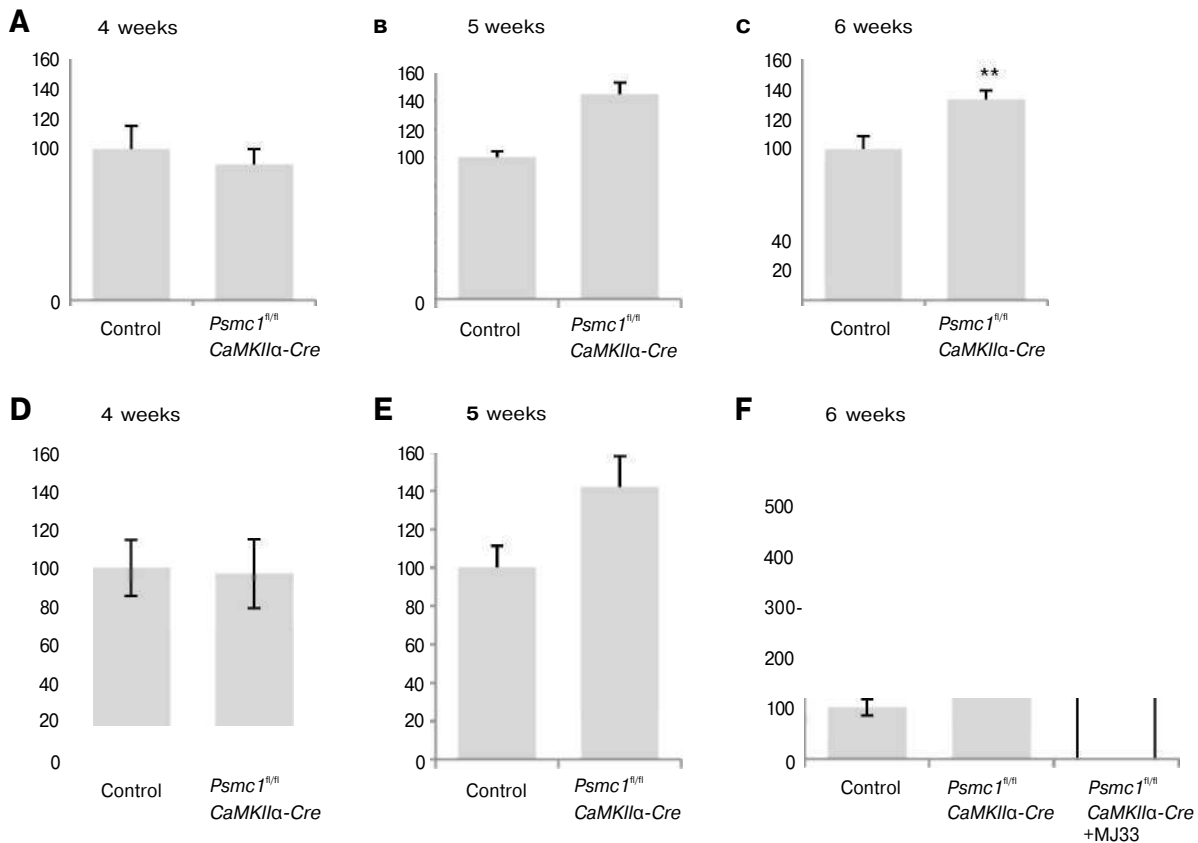 A 4 weeks
160
140
120
100
0
Control
Psmc1fl/fl
CaMKIIα-Cre
B 5 weeks
160
140
120
100
0
Control
Psmc1fl/fl
CaMKIIα-Cre
C 6 weeks
160
140
120
100
40
20
**
Control
Psmc1fl/fl
CaMKIIα-Cre
D 4 weeks
160
140
120
100
80
60
40
20
0
Control
Psmc1fl/fl
CaMKIIα-Cre
E 5 weeks
160
140
120
100
80
60
40
20
0
Control
Psmc1fl/fl
CaMKIIα-Cre
F 6 weeks
500
400
300-
200
100
0
Control
Psmc1fl/fl
CaMKIIα-Cre
Psmc1fl/fl
CaMKIIα-Cre
+MJ33